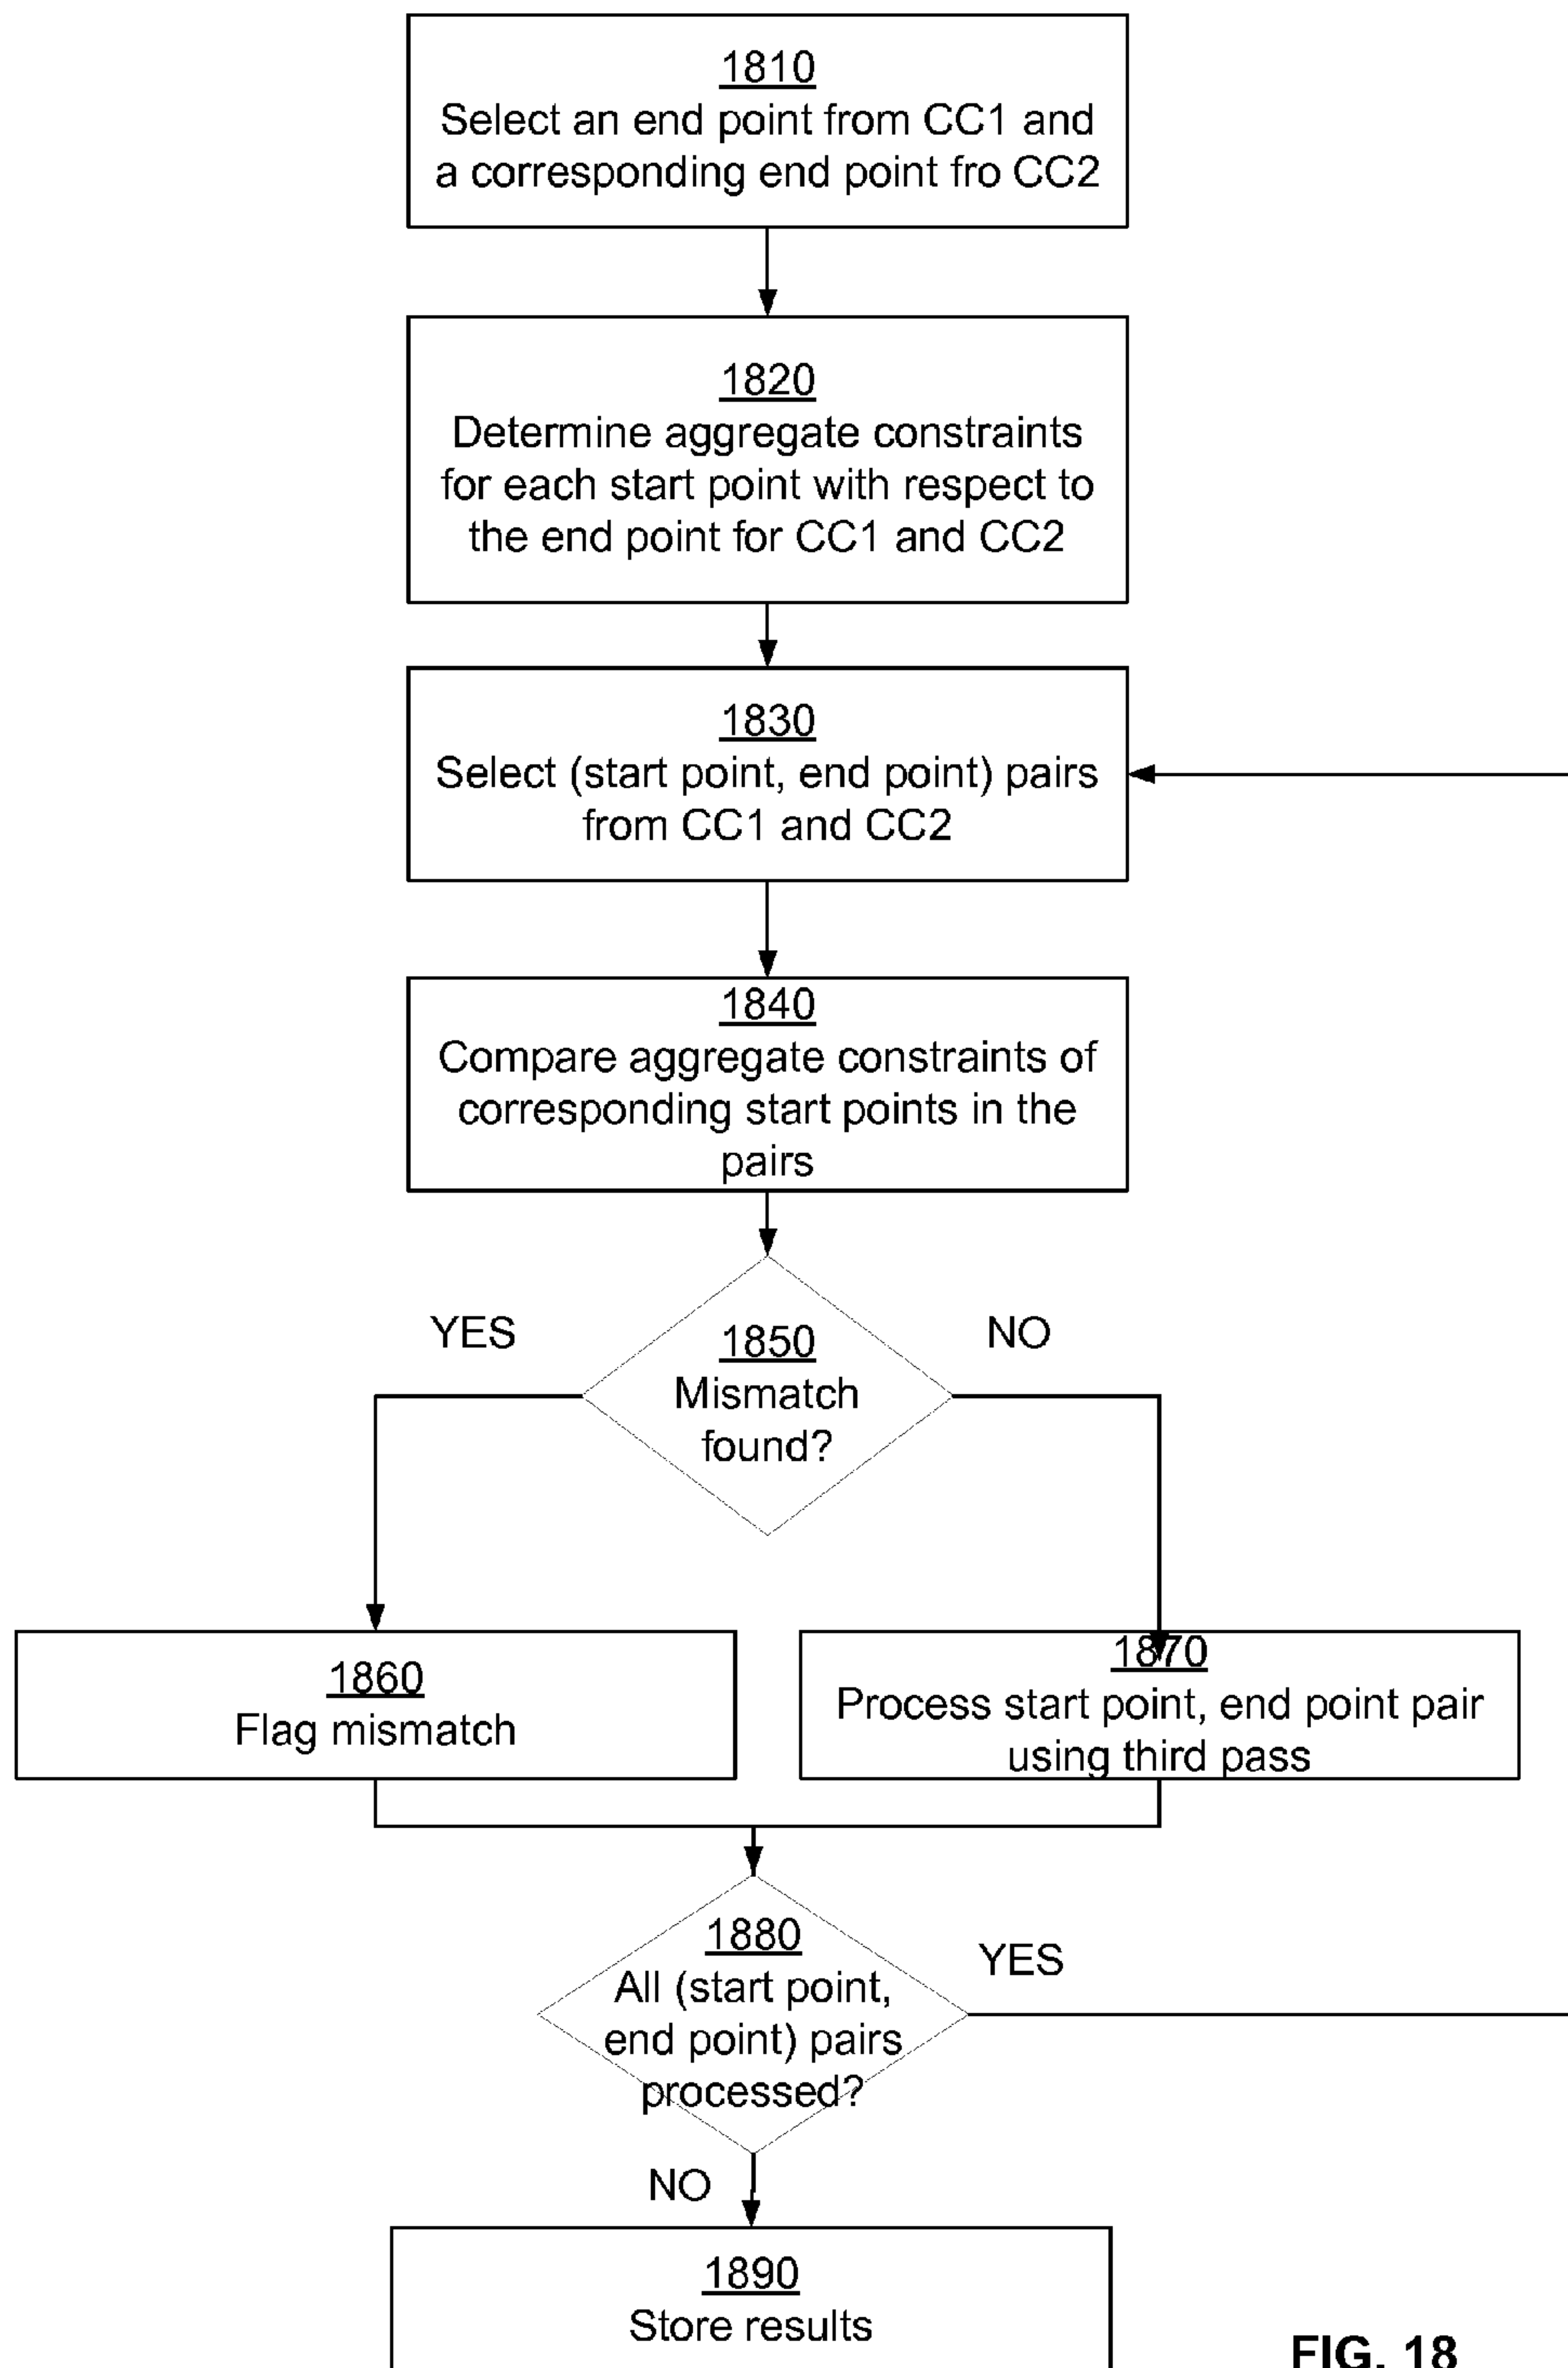 1810
Select an end point from CC1 and
a corresponding end point fro CC2
1820
Determine aggregate constraints
for each start point with respect to
the end point for CC1 and CC2
1830
Select (start point, end point) pairs
from CC1 and CC2
1840
Compare aggregate constraints of
corresponding start points in the
pairs
YES
1850
Mismatch
found?
NO
1860
Flag mismatch
1870
Process start point, end point pair
using third pass
1880
All (start point,
end point) pairs
processed?
YES
NO
1890
Store results
FIG. 18